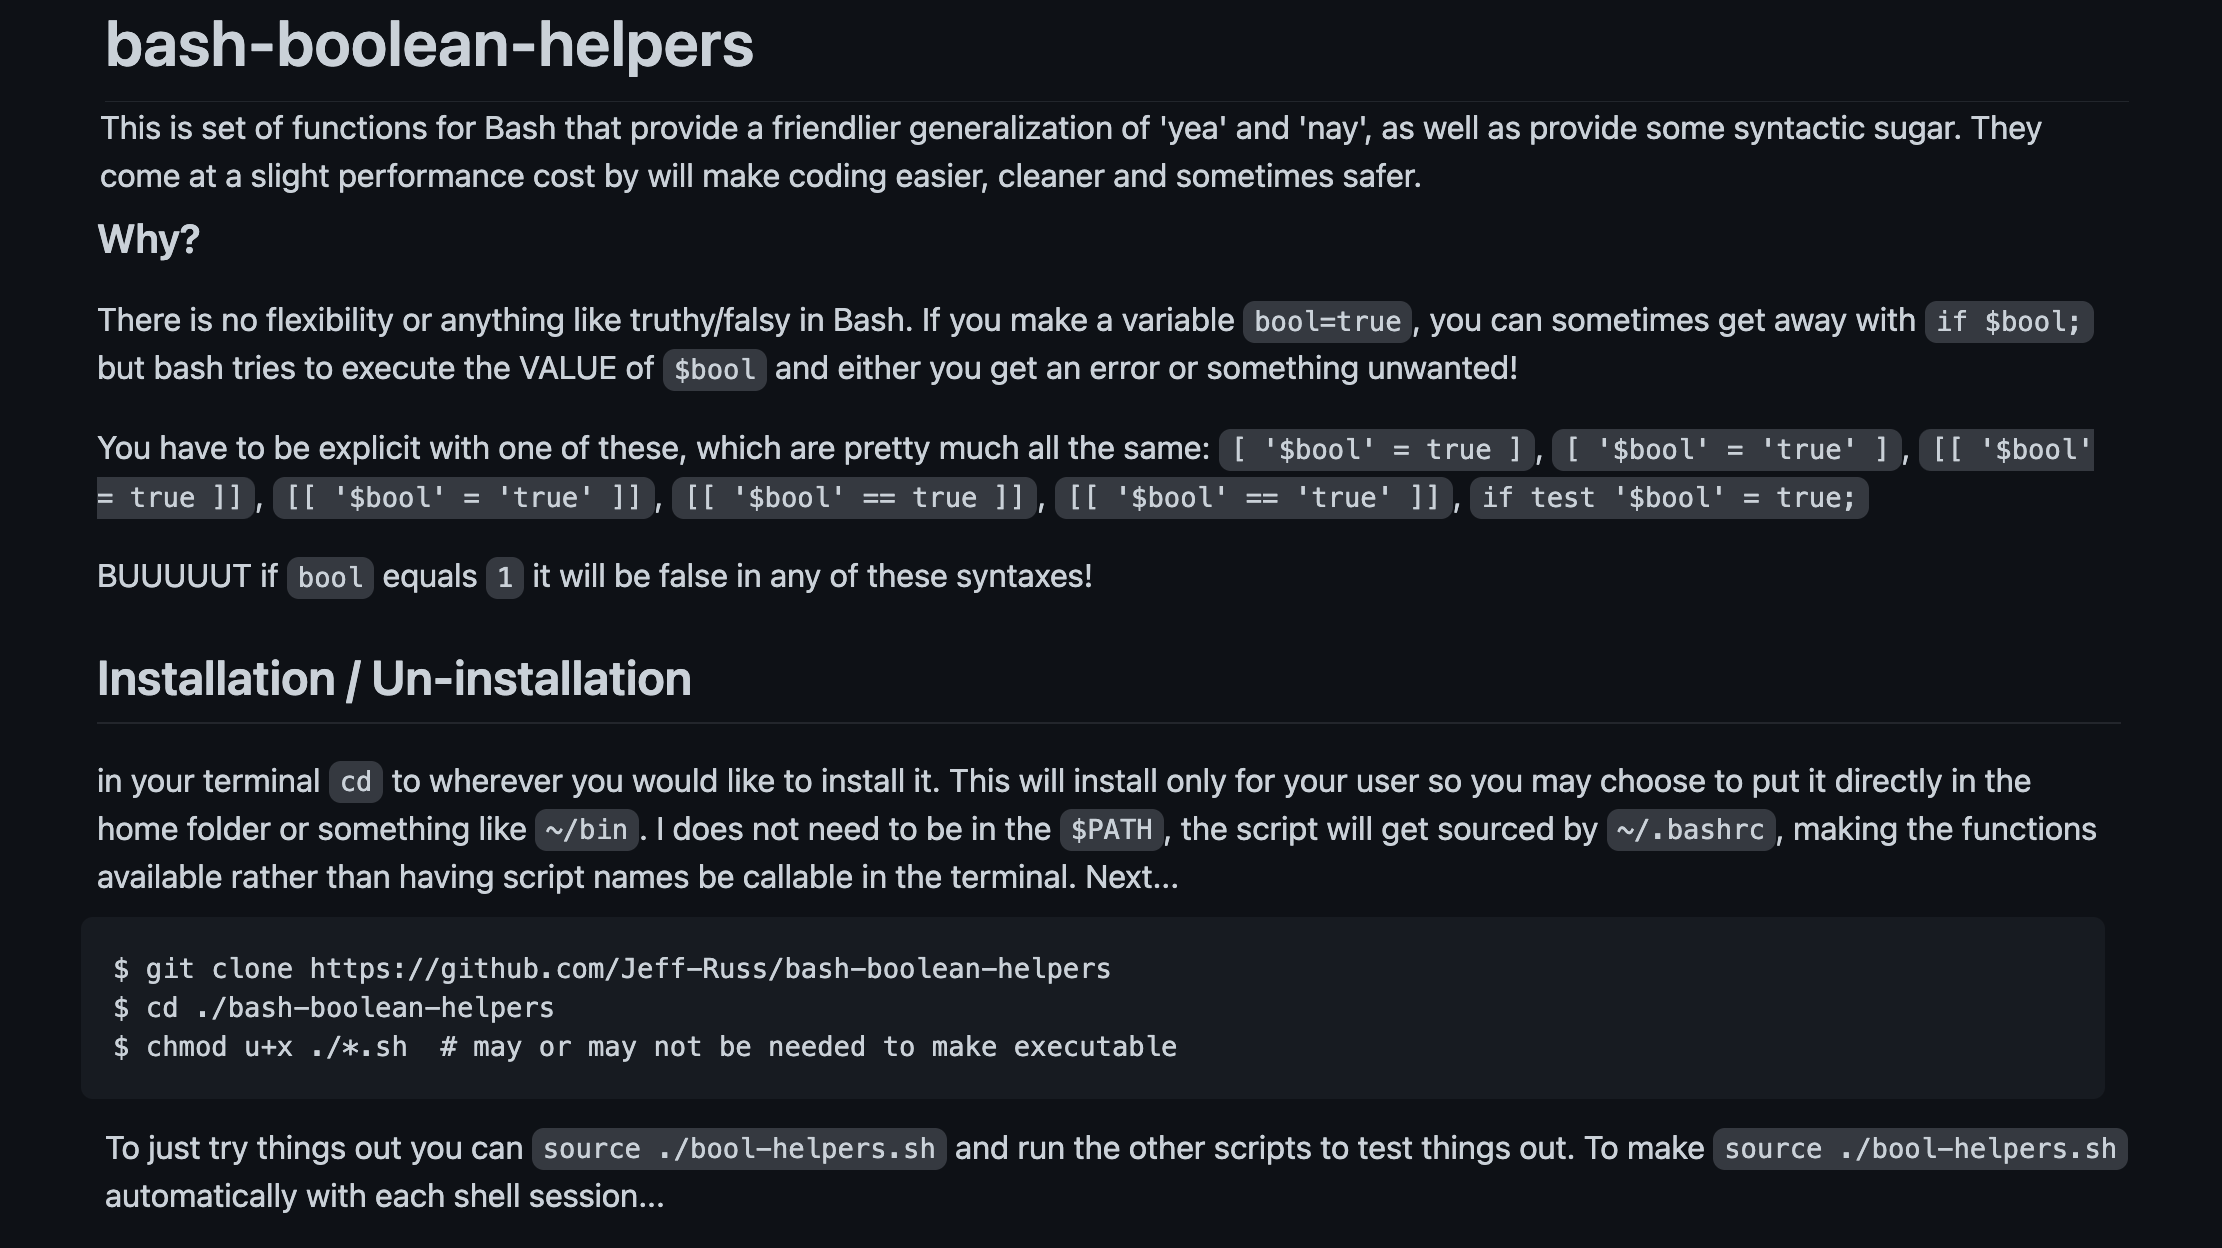 bash-boolean-helpers
This is set of functions for Bash that provide a friendlier generalization of 'yea' and 'nay', as well as provide some syntactic sugar. They
come at a slight performance cost by will make coding easier, cleaner and sometimes safer.
Why?
There is no flexibility or anything like truthy/falsy in Bash. If you make a variable bool=true, you can sometimes get away with if $bool;
but bash tries to execute the VALUE of $bool and either you get an error or something unwanted!
You have to be explicit with one of these, which are pretty much all the same: [ '$bool' = true ], [ '$bool' = 'true' ], [[ '$bool'
= true ]], [[ '$bool' = 'true' ]], [[ '$bool' == true ]], [[ '$bool' == 'true' ]], if test '$bool' = true;
BUUUUUT if bool equals 1 it will be false in any of these syntaxes!
Installation / Un-installation
in your terminal cd to wherever you would like to install it. This will install only for your user so you may choose to put it directly in the
home folder or something like ~/bin. I does not need to be in the $PATH, the script will get sourced by ~/.bashrc, making the functions
available rather than having script names be callable in the terminal. Next...
$ git clone https://github.com/Jeff-Russ/bash-boolean-helpers
$ cd ./bash-boolean-helpers
$ chmod u+x ./*.sh  # may or may not be needed to make executable
To just try things out you can source ./bool-helpers.sh and run the other scripts to test things out. To make source ./bool-helpers.sh
automatically with each shell session...